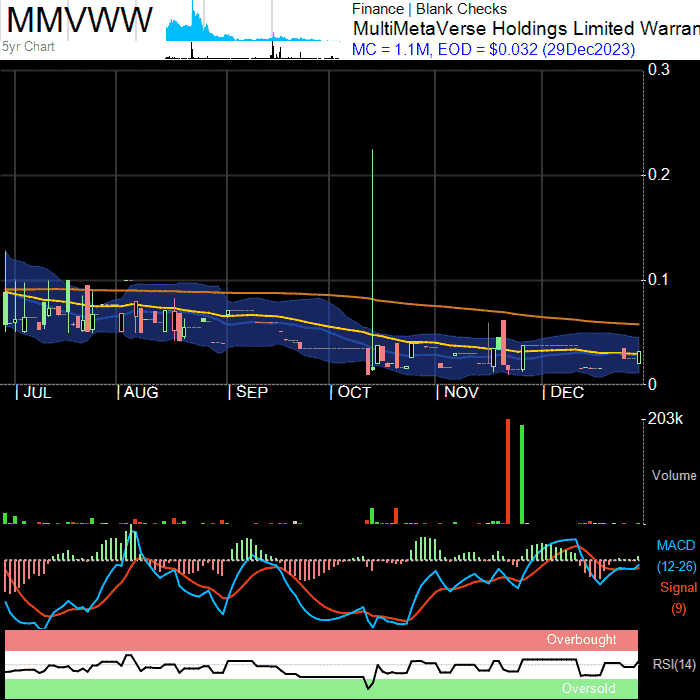 MMVWW
5yr Chart
Finance | Blank Checks
MultiMetaVerse Holdings Limited Warran
MC = 1.1M, EOD = $0.032 (29Dec2023)
0.3
0.2
0.1
0
JUL AUG SEP OCT NOV DEC
203k
Volume
MACD
(12-26)
Signal
(9)
Overbought
RSI(14)
Oversold